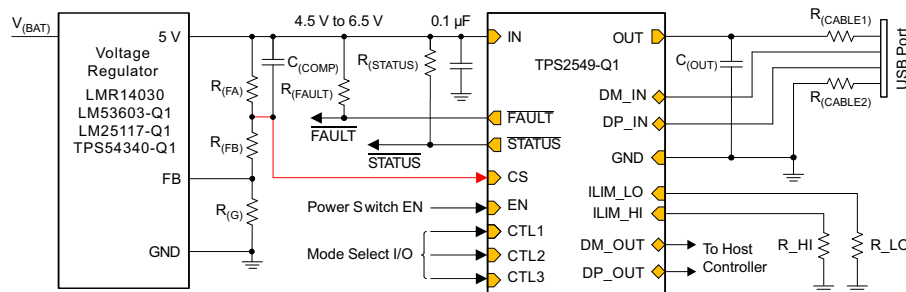 V(BAT)
Voltage
Regulator
LMR14030
LM53603-Q1
LM25117-Q1
TPS54340-Q1
5 V
FB
GND
4.5 V to 6.5 V
0.1 µF
R(FA)
C(COMP)
R(FAULT)
R(STATUS)
R(FB)
R(G)
FAULT
STATUS
Power Switch EN
Mode Select I/O
TPS2549-Q1
IN
FAULT
STATUS
CS
EN
CTL1
CTL2
CTL3
OUT
DM_IN
DP_IN
GND
ILIM_LO
ILIM_HI
DM_OUT
DP_OUT
C(OUT)
R(CABLE1)
R(CABLE2)
USB Port
R_HI
R_LO
To Host
Controller